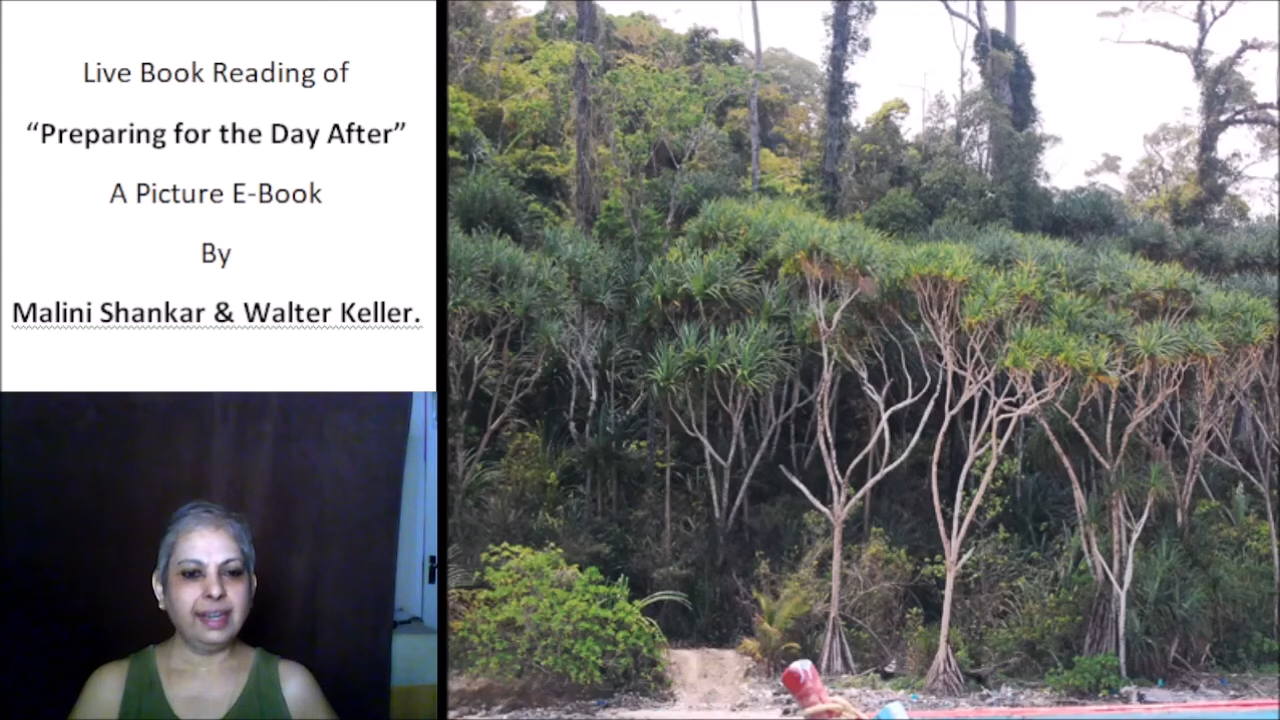 Live Book Reading of
“Preparing for the Day After”
A Picture E-Book
By
Malini Shankar & Walter Keller.